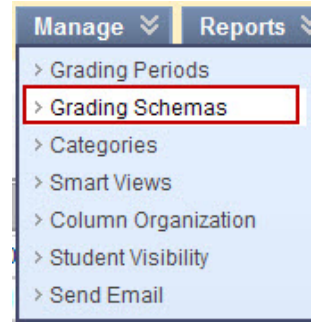 Manage Reports
> Grading Periods
> Grading Schemas
> Categories
> Smart Views
> Column Organization
> Student Visibility
> Send Email